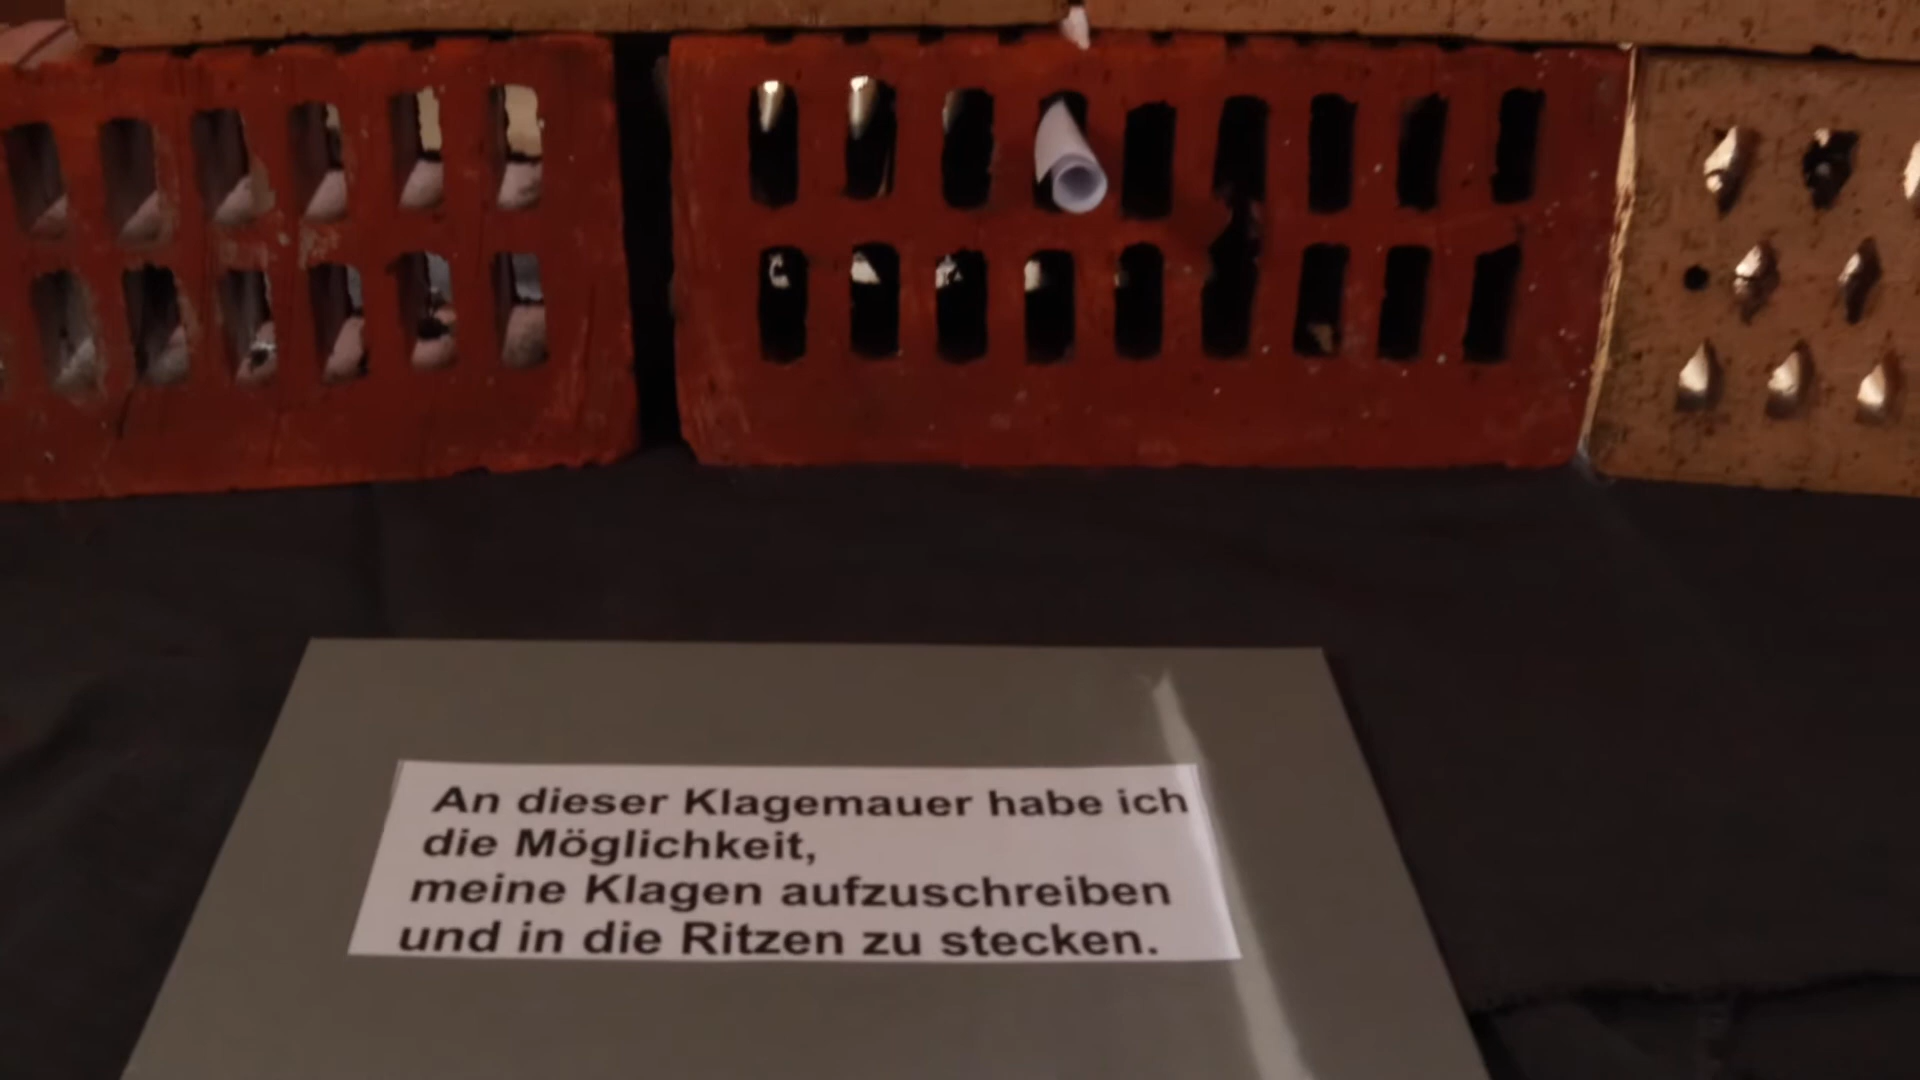 An dieser Klagemauer habe ich
die Möglichkeit,
meine Klagen aufzuschreiben
und in die Ritzen zu stecken.